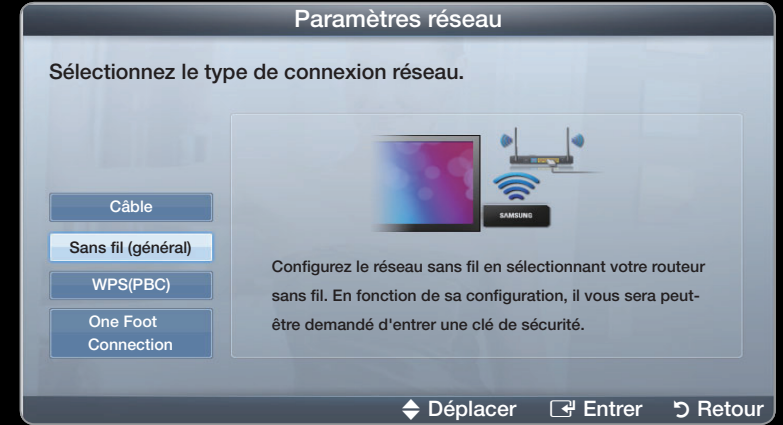 Paramètres réseau
Sélectionnez le type de connexion réseau.
Câble
Sans fil (général)
WPS(PBC)
One Foot
Connection
SAMSUNG
Configurez le réseau sans fil en sélectionnant votre routeur
sans fil. En fonction de sa configuration, il vous sera peut-
être demandé d'entrer une clé de sécurité.
Déplacer Entrer Retour